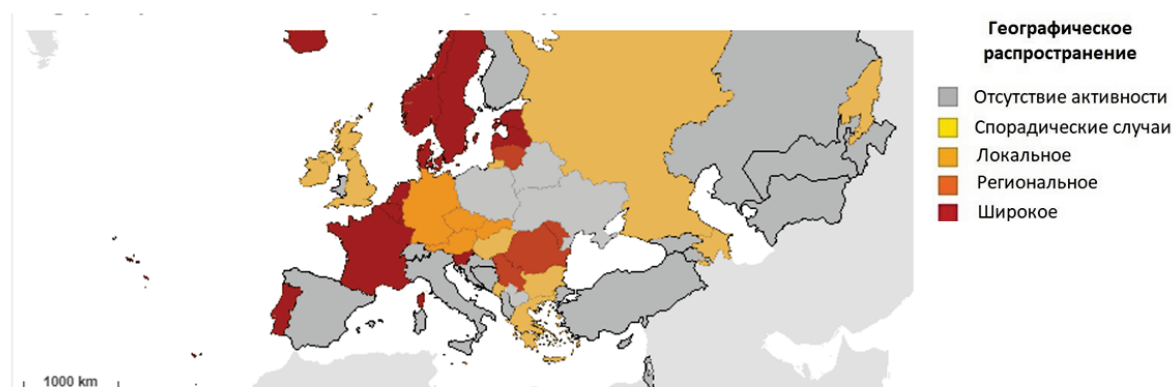 Географическое
распространение
Отсутствие активности
Спорадические случаи
Локальное
Региональное
Широкое
1000 km